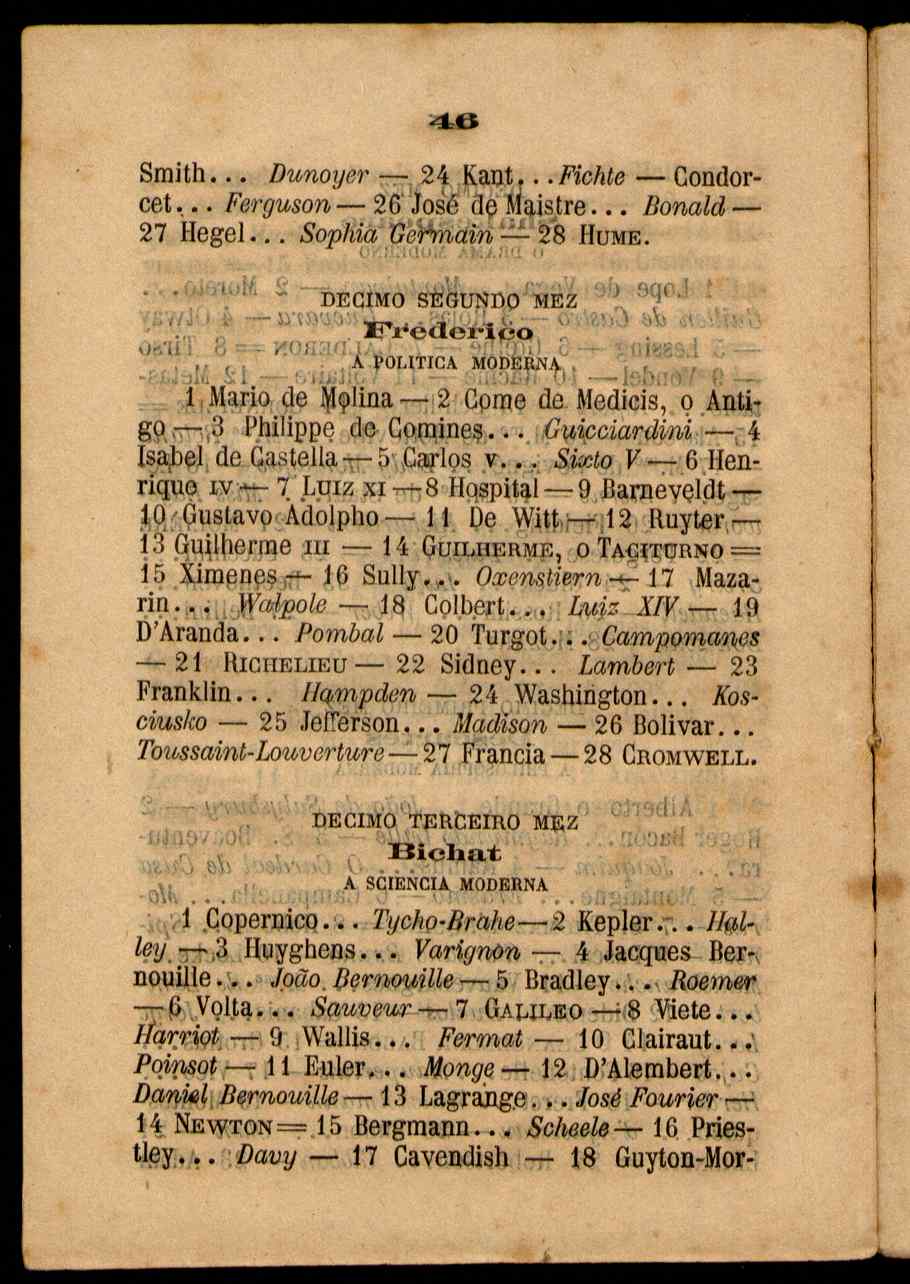 46
Smith... Dunoyer — 24 Kant... Fichte — Condor-
cet... Ferguson — 26 José de Maistre... Bonald —
27 Hegel... Sophia Germain — 28 HUME.
DECIMO SEGUNDO MEZ
Frederico
A POLITICA MODERNA
1 Mario de Molina — 2 Come de Medicis, o Anti-
go — 3 Philippe de Comines... Guicciardini — 4
Isabel de Castella — 5 Carlos V... Sixto V — 6 Hen-
rique IV — 7 LUIZ XI — 8 Hospital — 9 Barneveldt —
10 Gustavo Adolpho — 11 De Witt — 12 Ruyter —
13 Guilherme III — 14 GUILHERME, O TACITURNO =
15 Ximenes — 16 Sully... Oxenstiern — 17 Maza-
rin... Walpole — 18 Colbert... Luiz XIV — 19
D'Aranda... Pombal — 20 Turgot... Campomanes
— 21 RICHELIEU — 22 Sidney... Lambert — 23
Franklin... Hampden — 24 Washington... Kos-
ciusko — 25 Jefferson... Madison — 26 Bolivar...
Toussaint-Louverture — 27 Francia — 28 CROMWELL.
DECIMO TERCEIRO MEZ
Bichat
A SCIENCIA MODERNA
1 Copernico... Tycho-Brahe — 2 Kepler... Hal-
ley — 3 Huyghens... Varignon — 4 Jacques Ber-
nouille... João Bernouille — 5 Bradley... Roemer
— 6 Volta... Sauveur — 7 GALILEO — 8 Viete...
Harriot — 9 Wallis... Fermat — 10 Clairaut...
Poinsot — 11 Euler... Monge — 12 D'Alembert...
Daniel Bernouille — 13 Lagrange... José Fourier —
14 NEWTON = 15 Bergmann... Scheele — 16 Pries-
tley... Davy — 17 Cavendish — 18 Guyton-Mor-